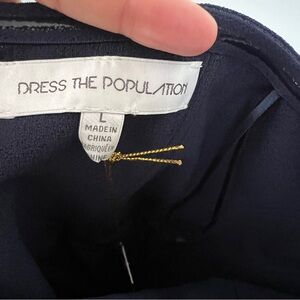 DRESS THE POPULATION
L
MADE IN
CHINA